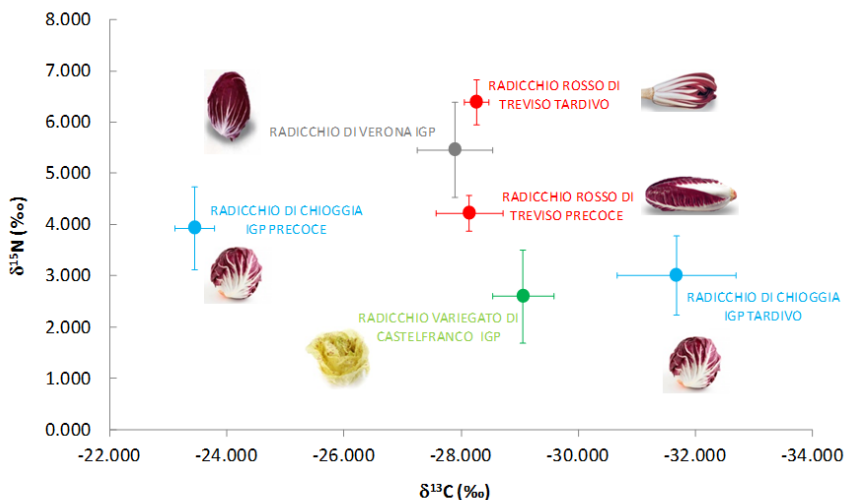 8.000
7.000
6.000
5.000
4.000
3.000
2.000
1.000
0.000
δ¹⁵N (‰)
RADICCHIO ROSSO DI
TREVISO TARDIVO
RADICCHIO DI VERONA IGP
RADICCHIO DI CHIOGGIA
IGP PRECOCE
RADICCHIO ROSSO DI
TREVISO PRECOCE
RADICCHIO VARIEGATO DI
CASTELFRANCO IGP
RADICCHIO DI CHIOGGIA
IGP TARDIVO
-22.000 -24.000 -26.000 -28.000 -30.000 -32.000 -34.000
δ¹³C (‰)